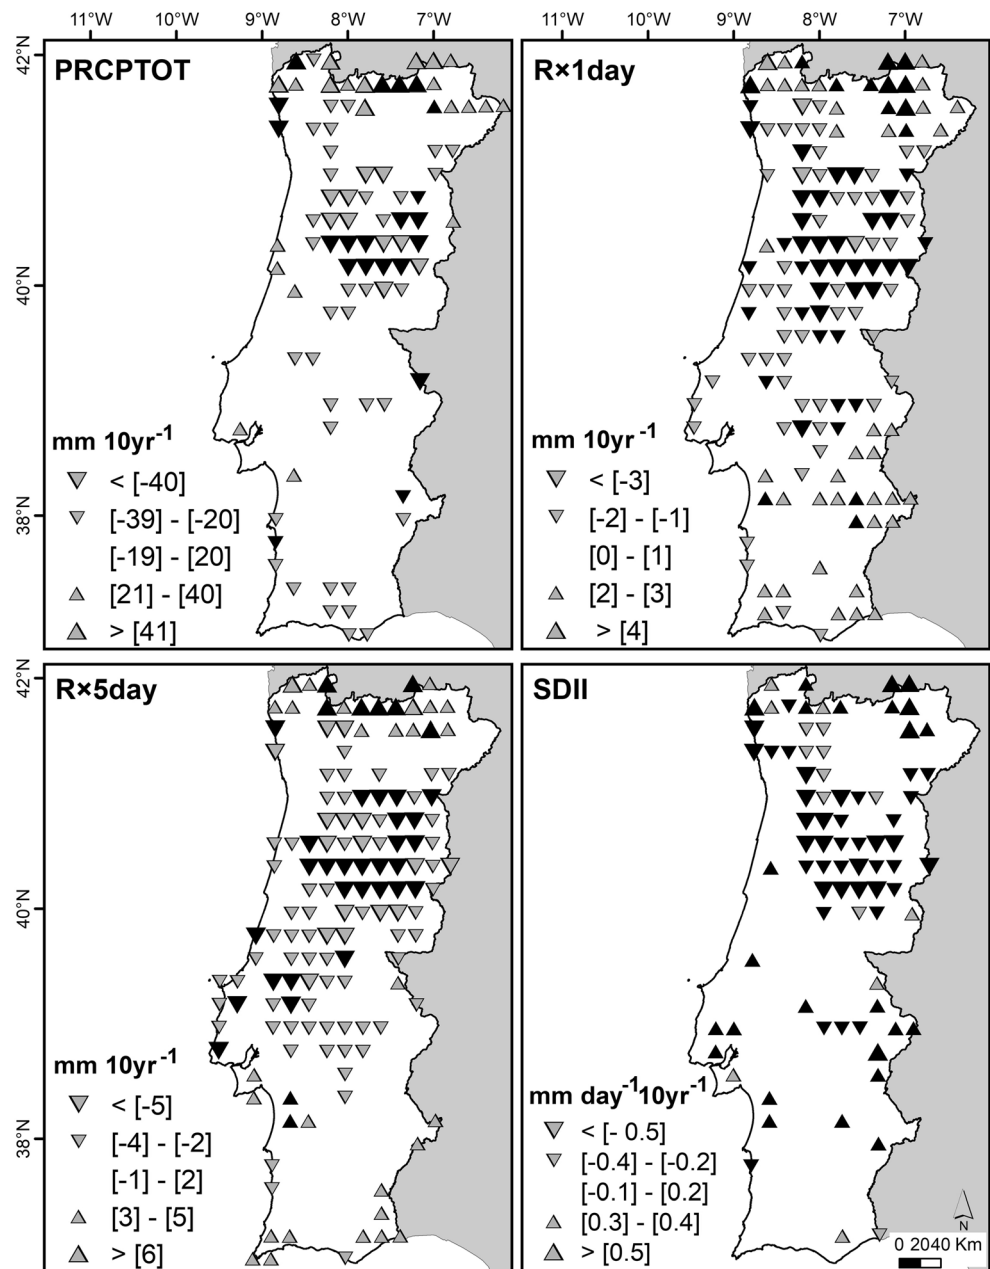 11°W 10°W 9°W 8°W 7°W 11°W 10°W 9°W 8°W 7°W
42°N
PRCPTOT
R×1day
40°N
38°N
mm 10yr-1
< [-40]
[-39] - [-20]
[-19] - [20]
[21] - [40]
> [41]
mm 10yr-1
< [-3]
[-2] - [-1]
[0] - [1]
[2] - [3]
> [4]
42°N
R×5day
SDII
40°N
38°N
mm 10yr-1
< [-5]
[-4] - [-2]
[-1] - [2]
[3] - [5]
> [6]
mm day-110yr-1
< [- 0.5]
[-0.4] - [-0.2]
[-0.1] - [0.2]
[0.3] - [0.4]
> [0.5]
N
0 2040 Km